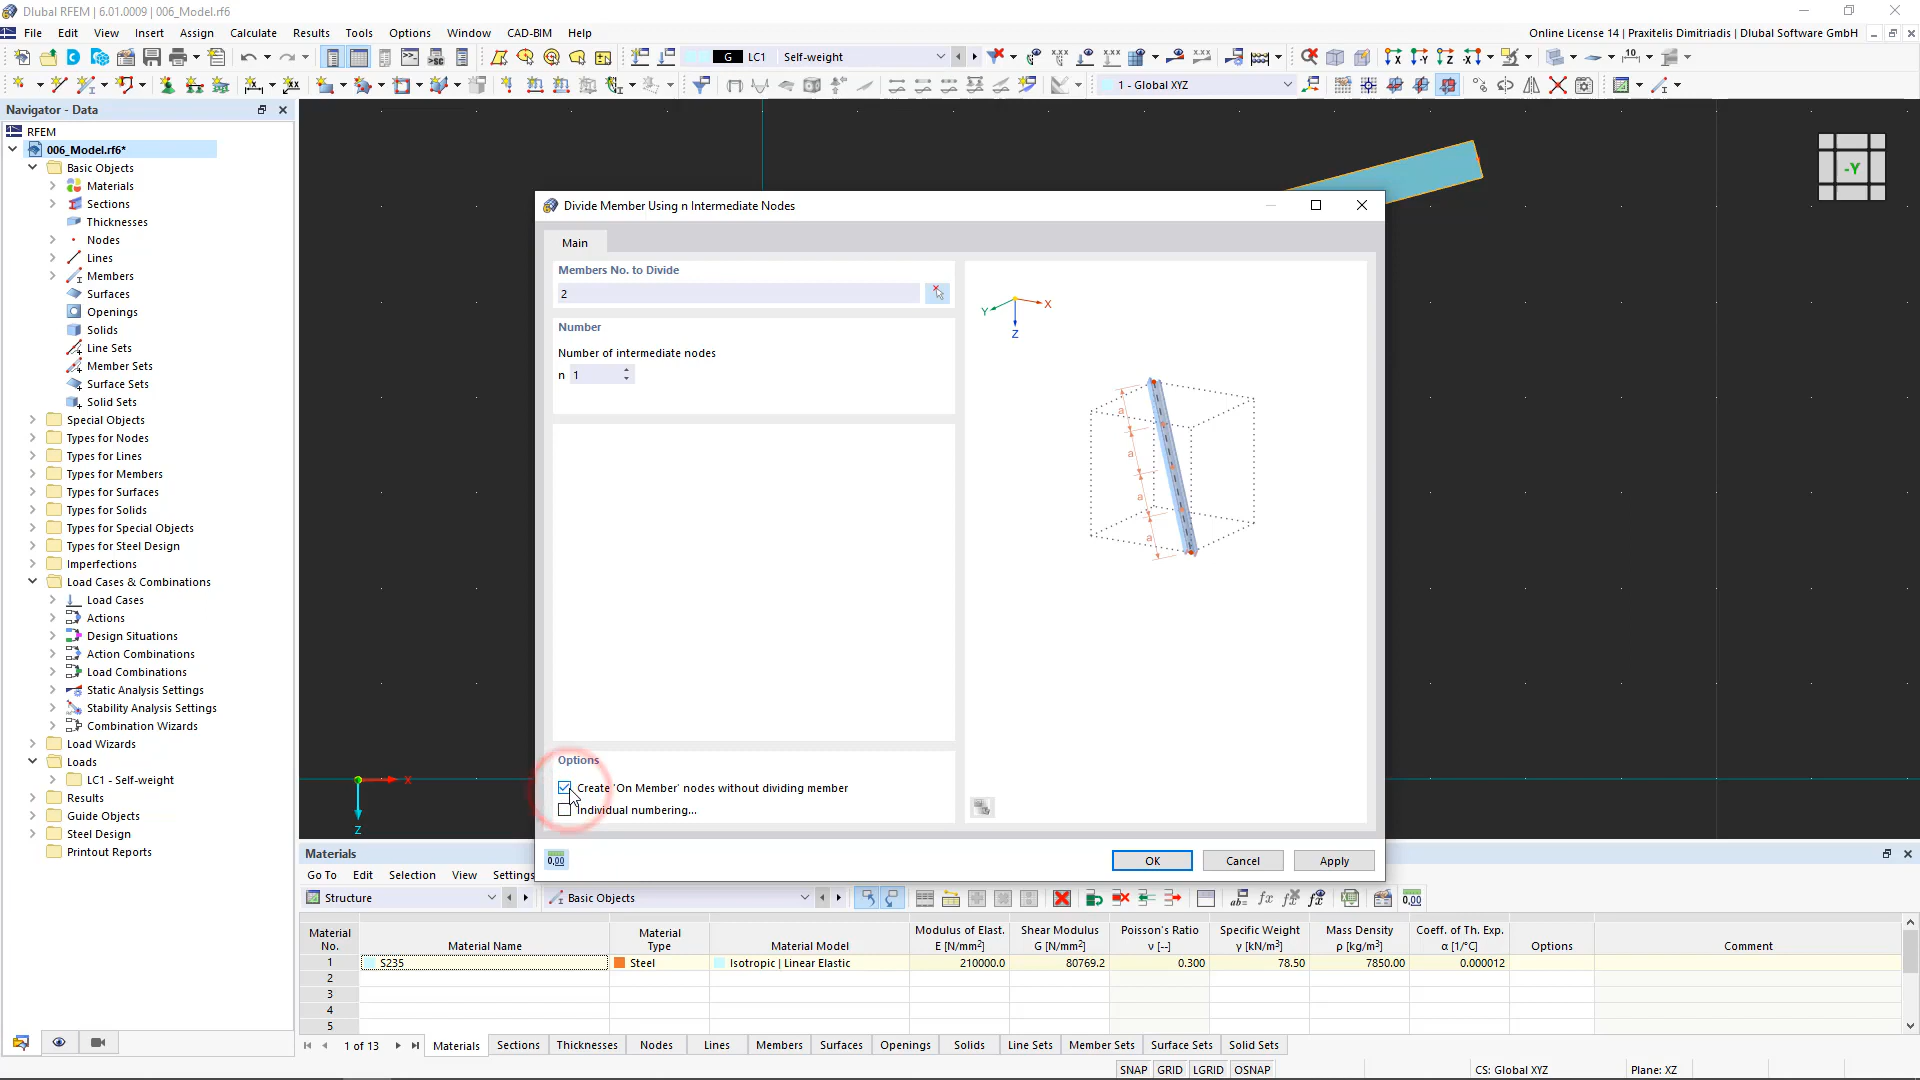 Dlubal RFEM | 6.01.0009 | 006_Model.rf6
File Edit View Insert Assign Calculate Results Tools Options Window CAD-BIM Help
Online License 14 | Praxitelis Dimitriadis | Dlubal Software GmbH
G LC1 Self-weight
1 - Global XYZ
Navigator - Data
RFEM
006_Model.rf6*
Basic Objects
Materials
Sections
Thicknesses
Nodes
Lines
Members
Surfaces
Openings
Solids
Line Sets
Member Sets
Surface Sets
Solid Sets
Special Objects
Types for Nodes
Types for Lines
Types for Members
Types for Surfaces
Types for Solids
Types for Special Objects
Types for Steel Design
Imperfections
Load Cases & Combinations
Load Cases
Actions
Design Situations
Action Combinations
Load Combinations
Static Analysis Settings
Stability Analysis Settings
Combination Wizards
Load Wizards
Loads
LC1 - Self-weight
Results
Guide Objects
Steel Design
Printout Reports
-Y
X
Z
Divide Member Using n Intermediate Nodes
Main
Members No. to Divide
2
Number
Number of intermediate nodes
n 1
Options
Create 'On Member' nodes without dividing member
Individual numbering...
Y
X
Z
a
a
a
a
0,00
OK Cancel Apply
Materials
Go To Edit Selection View Settings
Structure
Basic Objects
Material No. Material Name Material Type Material Model Modulus of Elast. E [N/mm²] Shear Modulus G [N/mm²] Poisson's Ratio ν [--] Specific Weight γ [kN/m³] Mass Density ρ [kg/m³] Coeff. of Th. Exp. α [1/°C] Options Comment
1 S235 Steel Isotropic | Linear Elastic 210000.0 80769.2 0.300 78.50 7850.00 0.000012
2
3
4
5
1 of 13 Materials Sections Thicknesses Nodes Lines Members Surfaces Openings Solids Line Sets Member Sets Surface Sets Solid Sets
SNAP GRID LGRID OSNAP CS: Global XYZ Plane: XZ